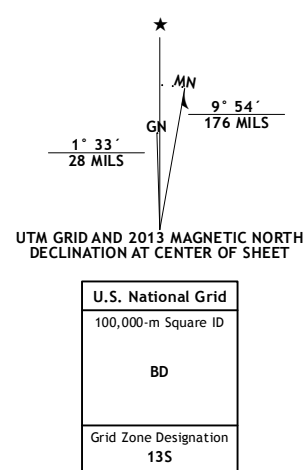 ★
MN
GN
9° 54´
176 MILS
1° 33´
28 MILS
UTM GRID AND 2013 MAGNETIC NORTH
DECLINATION AT CENTER OF SHEET
U.S. National Grid
100,000-m Square ID
BD
Grid Zone Designation
13S